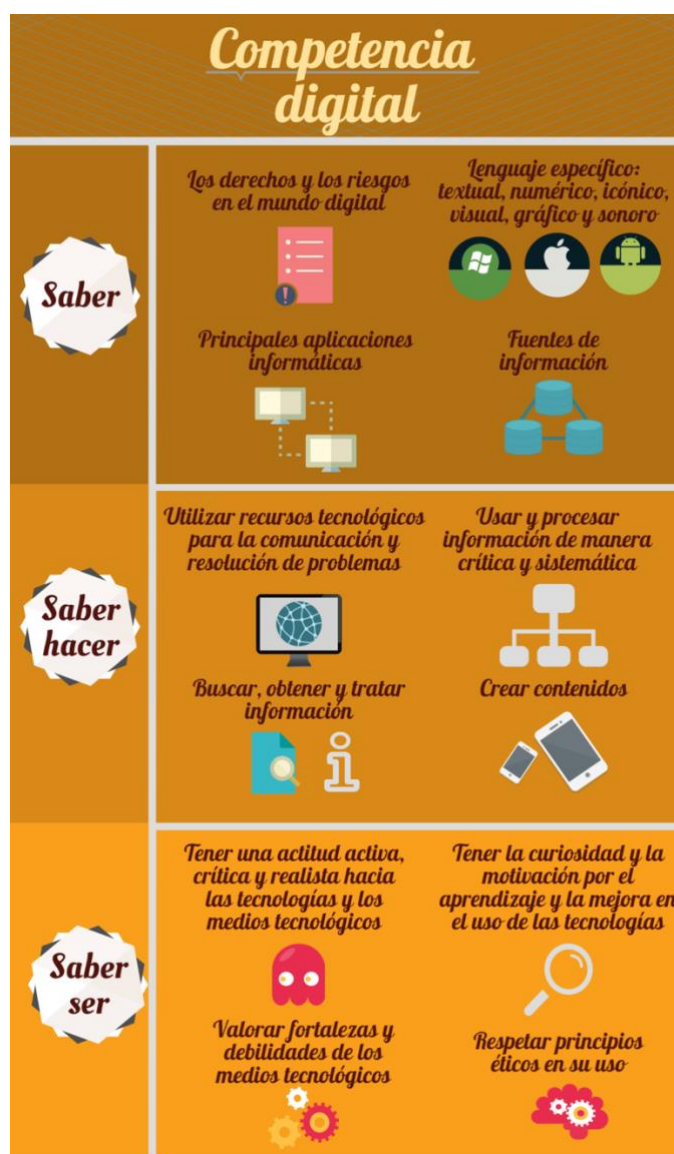 Competencia
digital
Saber
Los derechos y los riesgos
en el mundo digital
Lenguaje específico:
textual, numérico, icónico,
visual, gráfico y sonoro
Principales aplicaciones
informáticas
Fuentes de
información
Saber
hacer
Utilizar recursos tecnológicos
para la comunicación y
resolución de problemas
Usar y procesar
información de manera
crítica y sistemática
Buscar, obtener y tratar
información
Crear contenidos
Saber
ser
Tener una actitud activa,
crítica y realista hacia
las tecnologías y los
medios tecnológicos
Tener la curiosidad y la
motivación por el
aprendizaje y la mejora en
el uso de las tecnologías
Valorar fortalezas y
debilidades de los
medios tecnológicos
Respetar principios
éticos en su uso